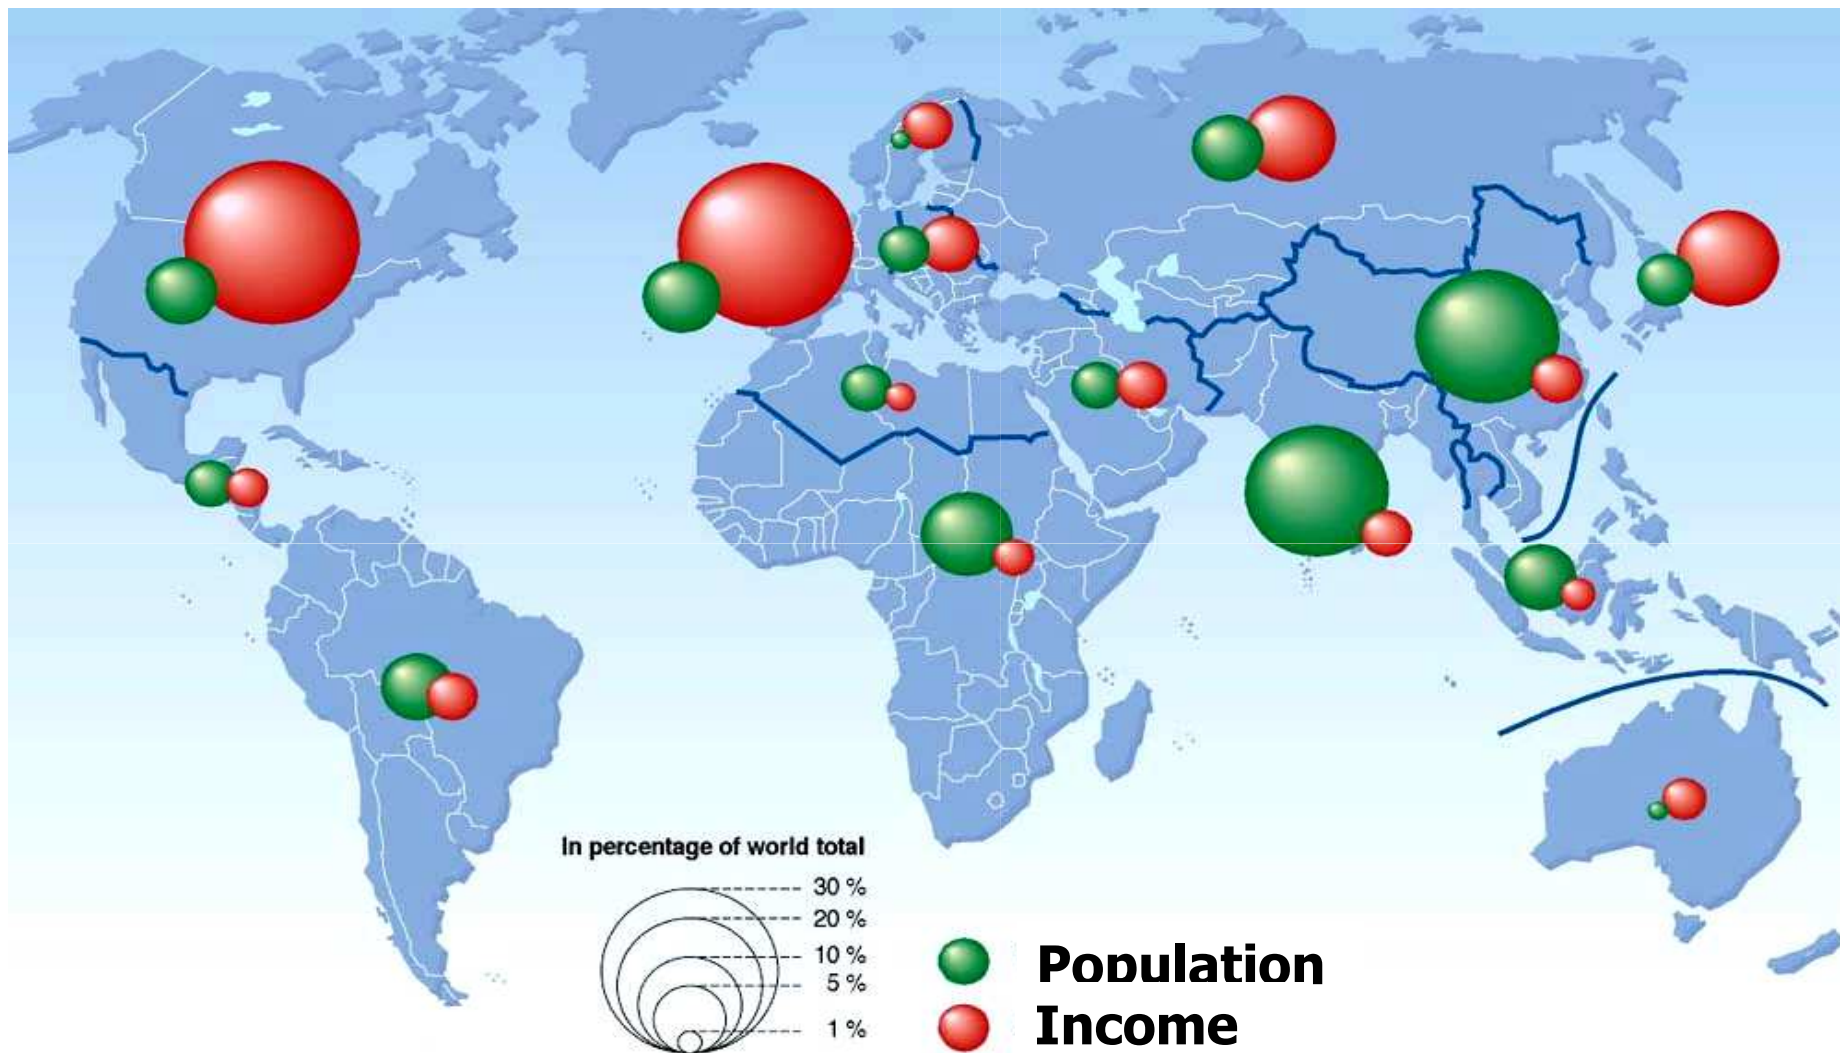 In percentage of world total
30 %
20 %
10 %
5 %
1 %
Population
Income